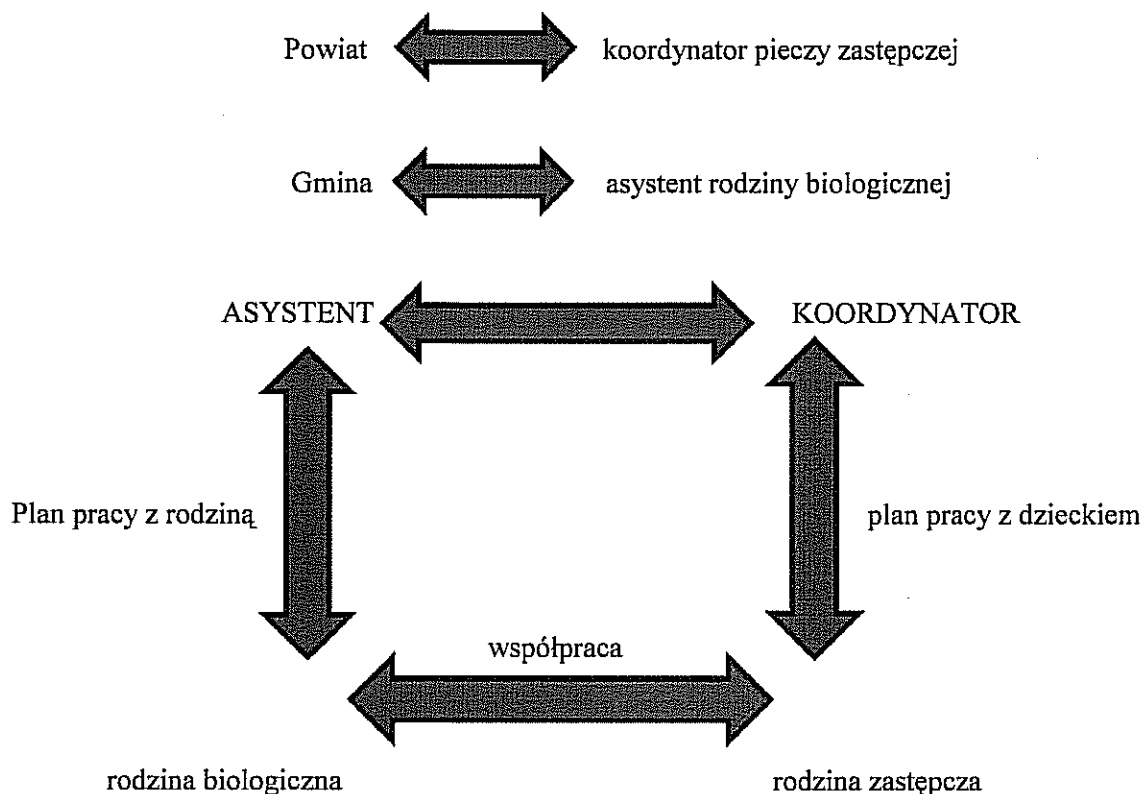 Powiat koordynator pieczy zastępczej
Gmina asystent rodziny biologicznej
ASYSTENT KOORDYNATOR
Plan pracy z rodziną plan pracy z dzieckiem
współpraca
rodzina biologiczna rodzina zastępcza